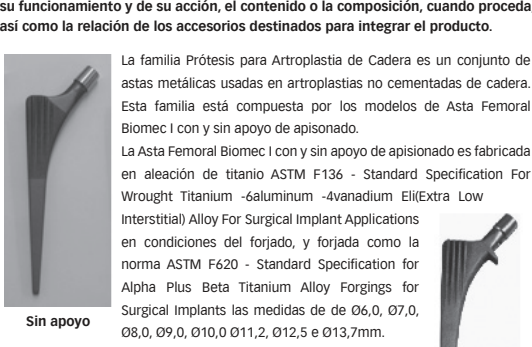 su funcionamiento y de su acción, el contenido o la composición, cuando proceda
así como la relación de los accesorios destinados para integrar el producto.
La familia Prótesis para Artroplastia de Cadera es un conjunto de
astas metálicas usadas en artroplastias no cementadas de cadera.
Esta familia está compuesta por los modelos de Asta Femoral
Biomec I con y sin apoyo de apisonado.
La Asta Femoral Biomec I con y sin apoyo de apisionado es fabricada
en aleación de titanio ASTM F136 - Standard Specification For
Wrought Titanium -6aluminum -4vanadium Eli(Extra Low
Interstitial) Alloy For Surgical Implant Applications
en condiciones del forjado, y forjada como la
norma ASTM F620 - Standard Specification for
Alpha Plus Beta Titanium Alloy Forgings for
Surgical Implants las medidas de de Ø6,0, Ø7,0,
Ø8,0, Ø9,0, Ø10,0 Ø11,2, Ø12,5 e Ø13,7mm.
Sin apoyo